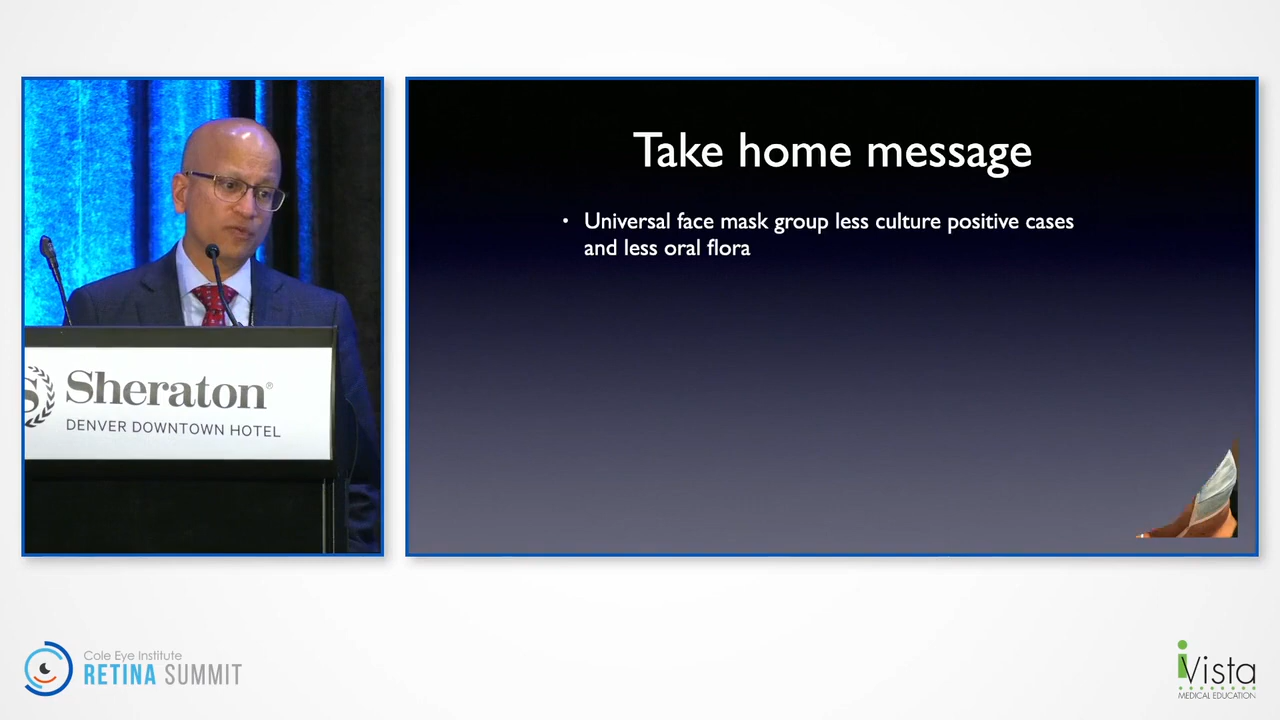 Take home message
• Universal face mask group less culture positive cases
and less oral flora
S
Sheraton®
DENVER DOWNTOWN HOTEL
Cole Eye Institute
RETINA SUMMIT
iVista
MEDICAL EDUCATION